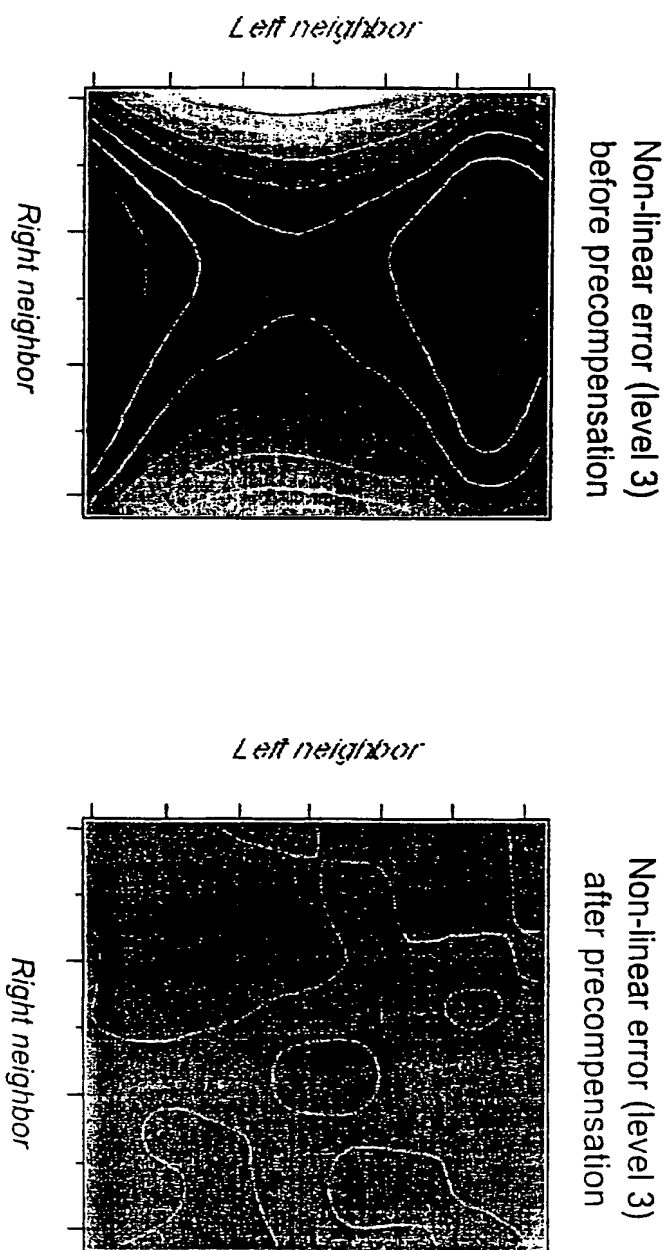 Non-linear error (level 3)
before precompensation
Left neighbor
Right neighbor
Non-linear error (level 3)
after precompensation
Left neighbor
Right neighbor